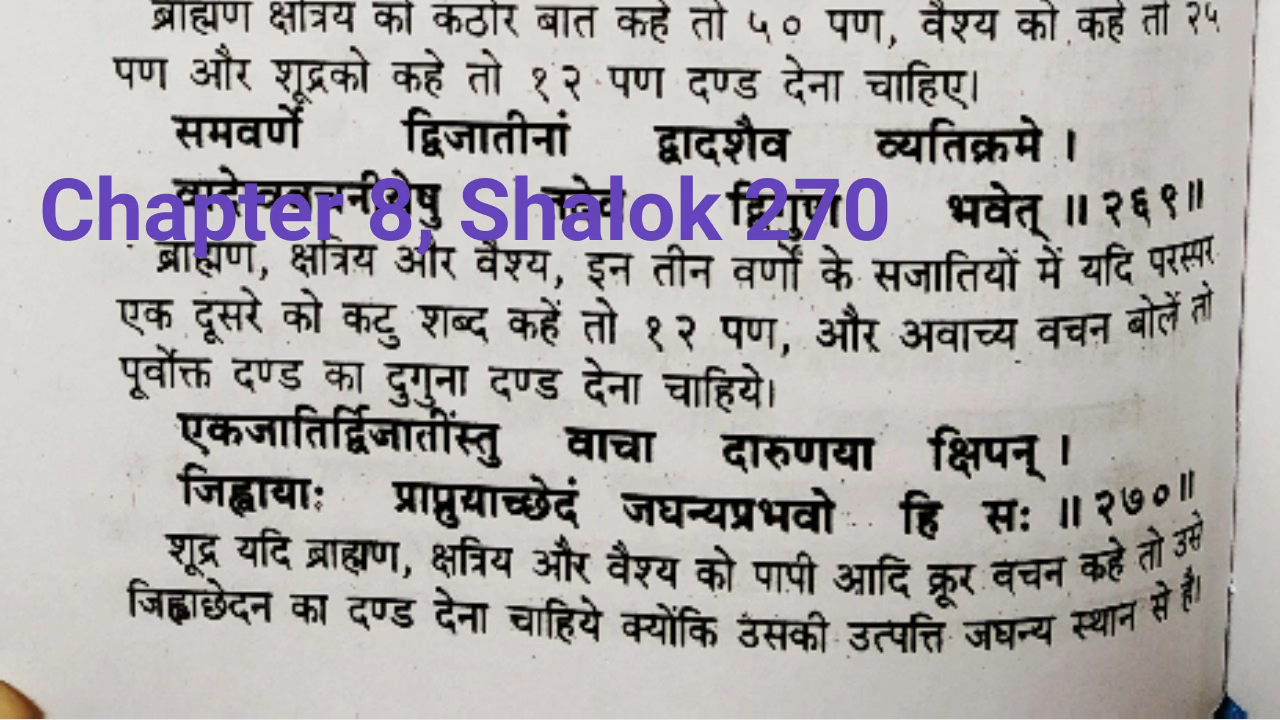 ब्राह्मण क्षत्रिय को कठोर बात कहे तो ५० पण, वैश्य को कहे तो २५
पण और शूद्रको कहे तो १२ पण दण्ड देना चाहिए।
समवर्णे द्विजातीनां द्वादशैव व्यतिक्रमे ।
भवेत् ॥ २६९॥
Chapter 8, Shalok 270
ब्राह्मण, क्षत्रिय और वैश्य, इन तीन वर्णों के सजातियों में यदि परस्पर
एक दूसरे को कटु शब्द कहें तो १२ पण, और अवाच्य वचन बोलें तो
पूर्वोक्त दण्ड का दुगुना दण्ड देना चाहिये।
एकजातिर्द्विजातींस्तु वाचा दारुणया क्षिपन् ।
जिह्वायाः प्राप्नुयाच्छेदं जघन्यप्रभवो हि सः ॥ २७०॥
शूद्र यदि ब्राह्मण, क्षत्रिय और वैश्य को पापी आदि क्रूर वचन कहे तो उसे
जिह्वाछेदन का दण्ड देना चाहिये क्योंकि उसकी उत्पत्ति जघन्य स्थान से है।